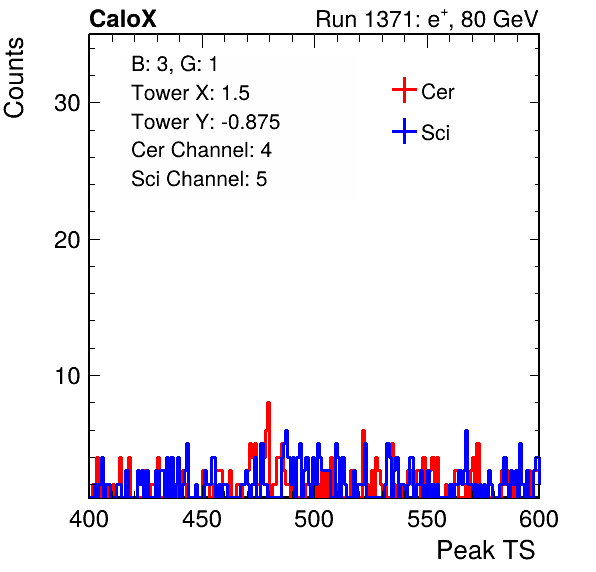 CaloX Run 1371: e+, 80 GeV
Counts
B: 3, G: 1
Tower X: 1.5
Tower Y: -0.875
Cer Channel: 4
Sci Channel: 5
Cer
Sci
30
20
10
400 450 500 550 600
Peak TS